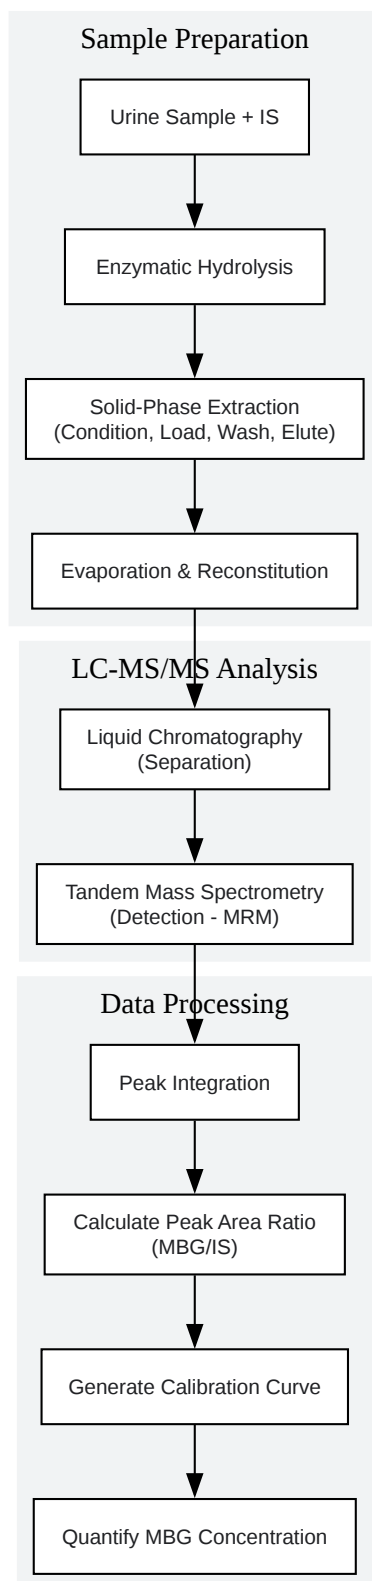 Sample Preparation
Urine Sample + IS
Enzymatic Hydrolysis
Solid-Phase Extraction
(Condition, Load, Wash, Elute)
Evaporation & Reconstitution
LC-MS/MS Analysis
Liquid Chromatography
(Separation)
Tandem Mass Spectrometry
(Detection - MRM)
Data Processing
Peak Integration
Calculate Peak Area Ratio
(MBG/IS)
Generate Calibration Curve
Quantify MBG Concentration